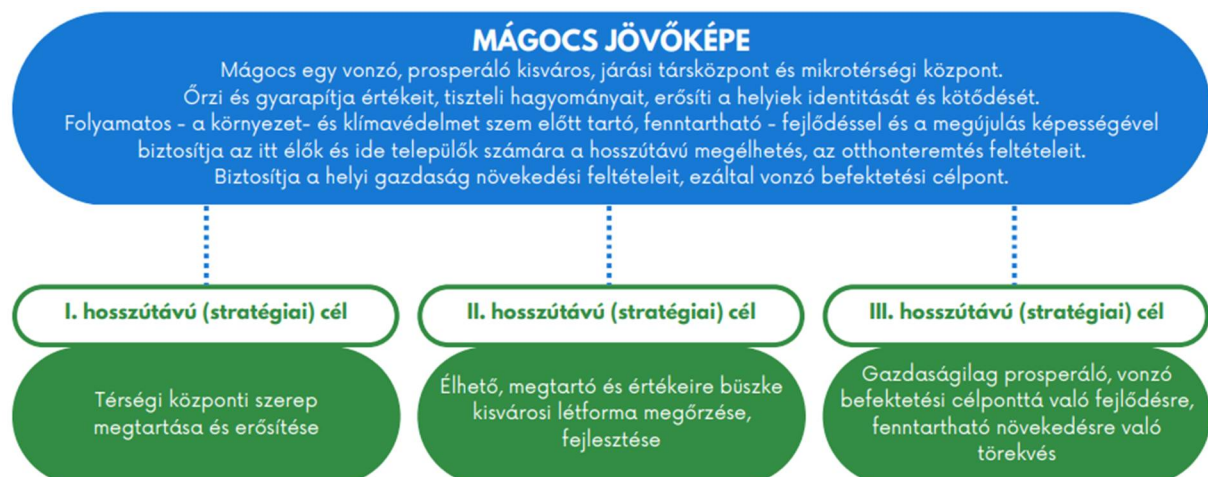 MÁGOCS JÖVŐKÉPE
Mágocs egy vonzó, prosperáló kisváros, járási társközpont és mikrotérségi központ.
Őrzi és gyarapítja értékeit, tiszteli hagyományait, erősíti a helyiek identitását és kötődését.
Folyamatos - a környezet- és klímavédelmet szem előtt tartó, fenntartható - fejlődéssel és a megújulás képességével
biztosítja az itt élők és ide települők számára a hosszútávú megélhetés, az otthonteremtés feltételeit.
Biztosítja a helyi gazdaság növekedési feltételeit, ezáltal vonzó befektetési célpont.
I. hosszútávú (stratégiai) cél
Térségi központi szerep
megtartása és erősítése
II. hosszútávú (stratégiai) cél
Élhető, megtartó és értékeire büszke
kisvárosi létforma megőrzése,
fejlesztése
III. hosszútávú (stratégiai) cél
Gazdaságilag prosperáló, vonzó
befektetési célponttá való fejlődésre,
fenntartható növekedésre való
törekvés